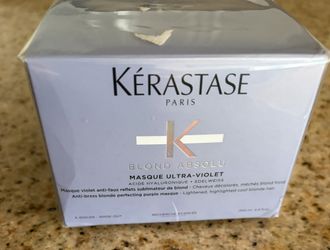 KÉRASTASE
PARIS
K
BLOND ABSOLU
MASQUE ULTRA-VIOLET
ACIDE HYALURONIQUE + EDELWEISS
Masque violet anti-faux reflets sublimateur de blond - Cheveux décolorés, méchés blond froid
Anti-brass blonde perfecting purple masque - Lightened, highlighted cool blonde hair